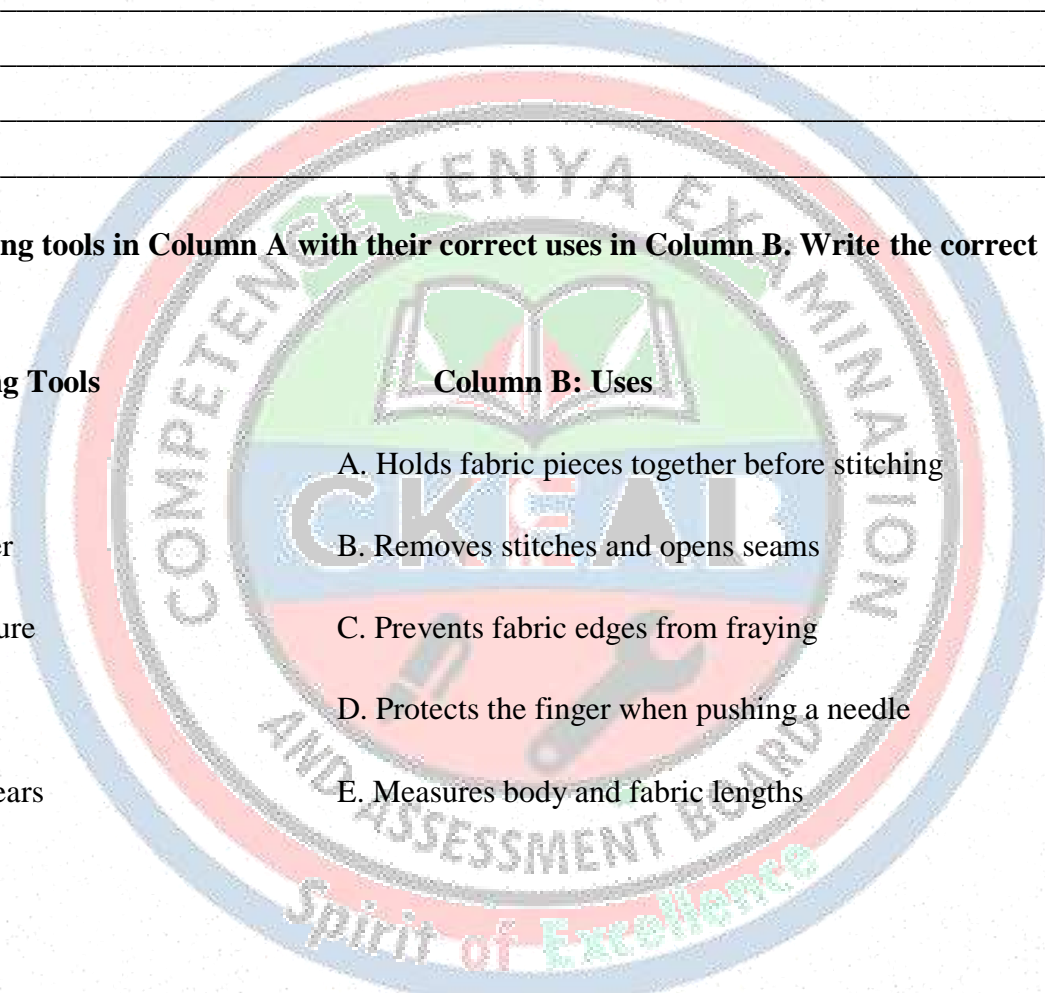 ng tools in Column A with their correct uses in Column B. Write the correct
ng Tools Column B: Uses
A. Holds fabric pieces together before stitching
er B. Removes stitches and opens seams
ure C. Prevents fabric edges from fraying
D. Protects the finger when pushing a needle
ears E. Measures body and fabric lengths
COMPETENCE KENYA EXAMINATION
CKEAB
AND ASSESSMENT BOARD
Spirit of Excellence